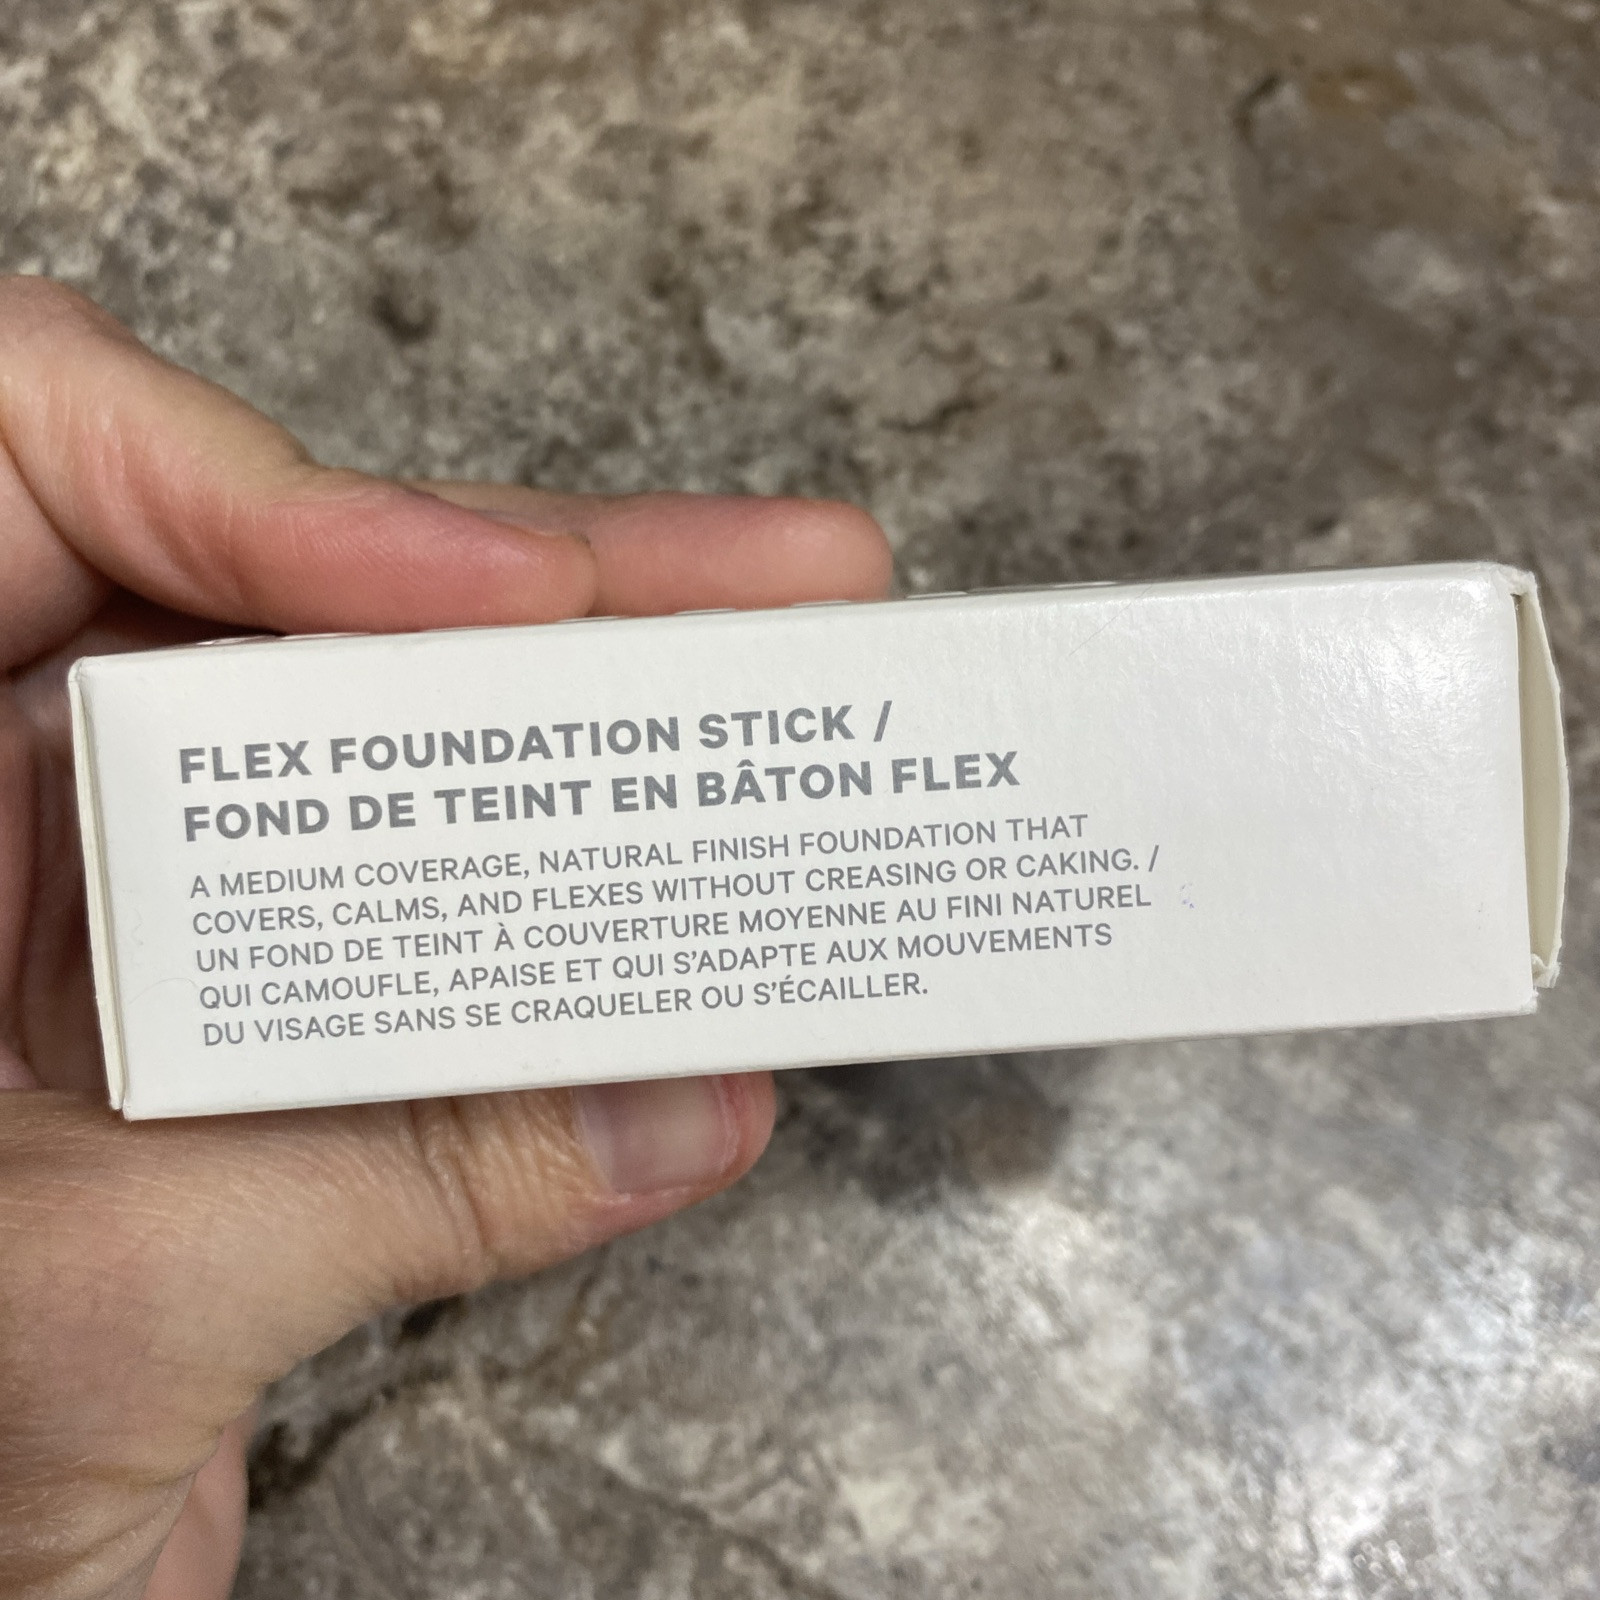 FLEX FOUNDATION STICK /
FOND DE TEINT EN BÂTON FLEX
A MEDIUM COVERAGE, NATURAL FINISH FOUNDATION THAT
COVERS, CALMS, AND FLEXES WITHOUT CREASING OR CAKING. /
UN FOND DE TEINT À COUVERTURE MOYENNE AU FINI NATUREL
QUI CAMOUFLE, APAISE ET QUI S’ADAPTE AUX MOUVEMENTS
DU VISAGE SANS SE CRAQUELER OU S’ÉCAILLER.